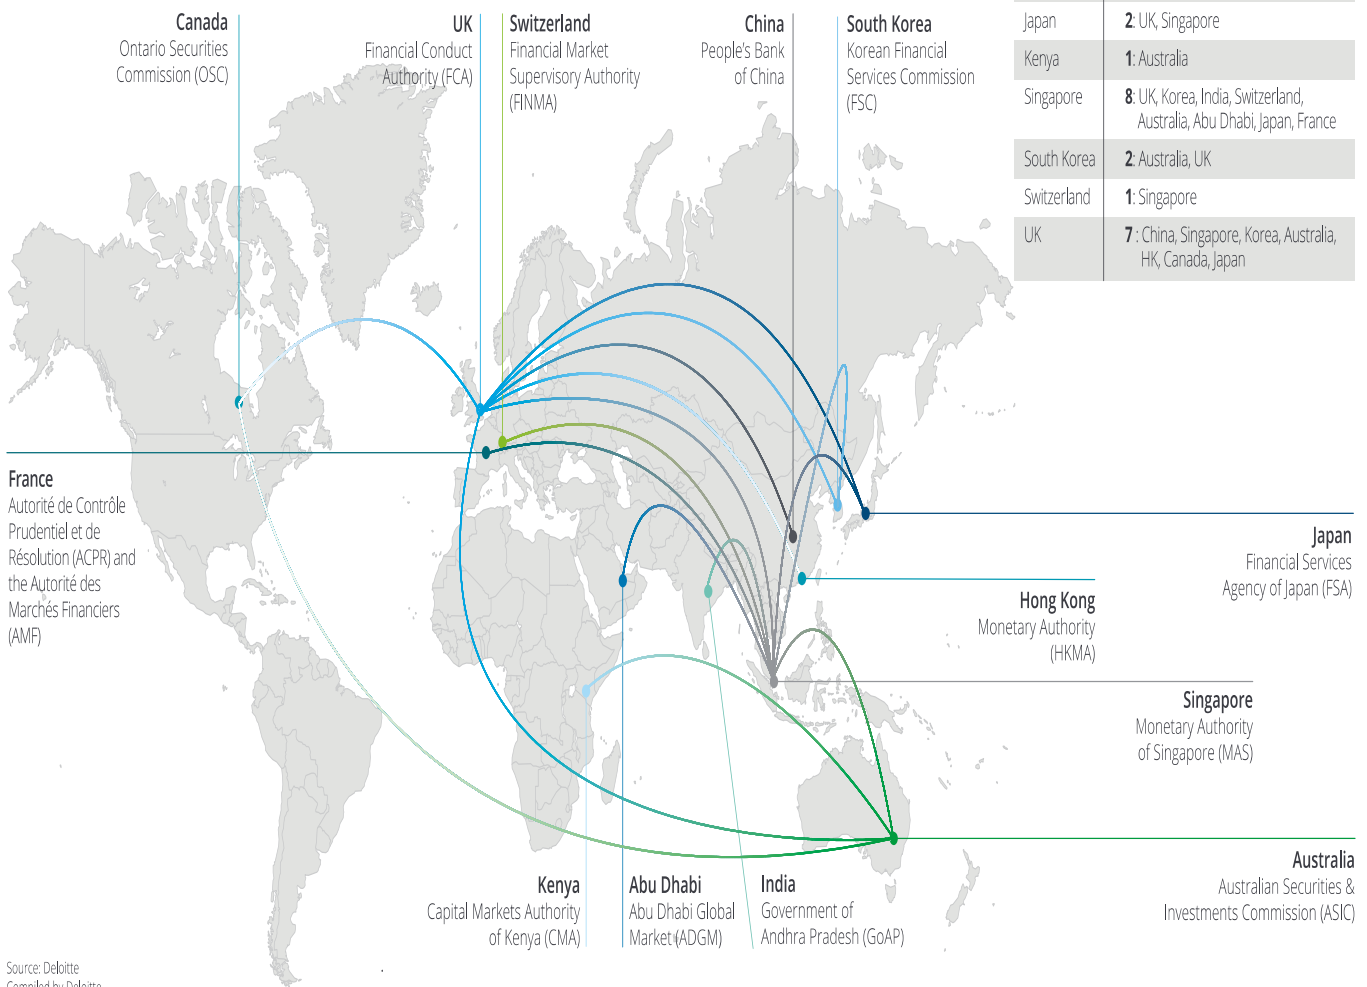 Canada
Ontario Securities
Commission (OSC)
UK
Financial Conduct
Authority (FCA)
Switzerland
Financial Market
Supervisory Authority
(FINMA)
China
People's Bank
of China
South Korea
Korean Financial
Services Commission
(FSC)
Japan 2: UK, Singapore
Kenya 1: Australia
Singapore 8: UK, Korea, India, Switzerland,
Australia, Abu Dhabi, Japan, France
South Korea 2: Australia, UK
Switzerland 1: Singapore
UK 7 : China, Singapore, Korea, Australia,
HK, Canada, Japan
France
Autorité de Contrôle
Prudentiel et de
Résolution (ACPR) and
the Autorité des
Marchés Financiers
(AMF)
Japan
Financial Services
Agency of Japan (FSA)
Hong Kong
Monetary Authority
(HKMA)
Singapore
Monetary Authority
of Singapore (MAS)
Australia
Australian Securities &
Investments Commission (ASIC)
Kenya
Capital Markets Authority
of Kenya (CMA)
Abu Dhabi
Abu Dhabi Global
Market (ADGM)
India
Government of
Andhra Pradesh (GoAP)
Source: Deloitte
Compiled by Deloitte